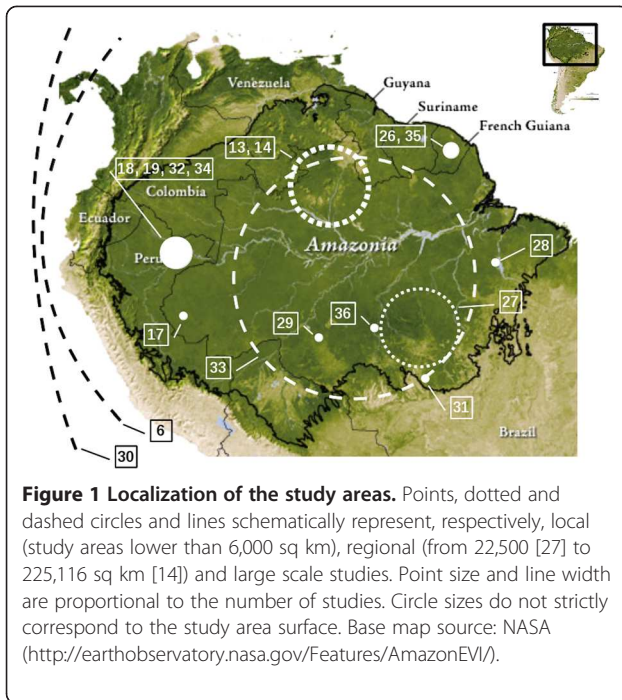 Guyana
Venezuela
Suriname
13, 14
26, 35
French Guiana
18, 19, 32, 34
Colombia
Ecuador
Amazonia
Peru
28
27
17
29
36
33
31
6
Brazil
30
Figure 1 Localization of the study areas. Points, dotted and
dashed circles and lines schematically represent, respectively, local
(study areas lower than 6,000 sq km), regional (from 22,500 [27] to
225,116 sq km [14]) and large scale studies. Point size and line width
are proportional to the number of studies. Circle sizes do not strictly
correspond to the study area surface. Base map source: NASA
(http://earthobservatory.nasa.gov/Features/AmazonEVI/).